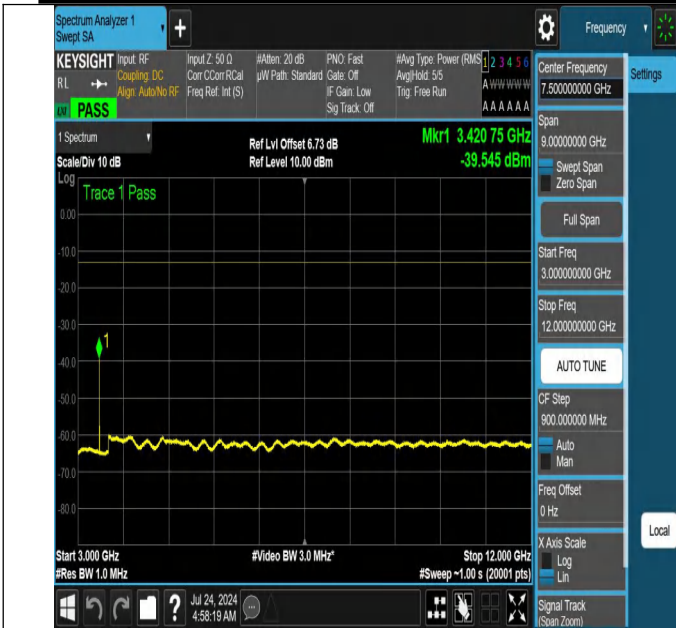 Spectrum Analyzer 1
Swept SA
+
Frequency
KEYSIGHT
RL
PASS
Input: RF
Coupling: DC
Align: Auto/No RF
Input Z: 50 Ω
Corr CCorr RCal
Freq Ref: Int (S)
#Atten: 20 dB
µW Path: Standard
PNO: Fast
Gate: Off
IF Gain: Low
Sig Track: Off
#Avg Type: Power (RMS
Avg|Hold: 5/5
Trig: Free Run
1 2 3 4 5 6
A W W W W W
A A A A A A
1 Spectrum
Scale/Div 10 dB
Log
Ref Lvl Offset 6.73 dB
Ref Level 10.00 dBm
Mkr1 3.420 75 GHz
-39.545 dBm
Trace 1 Pass
0.00
-10.0
-20.0
-30.0
-40.0
-50.0
-60.0
-70.0
-80.0
1
Start 3.000 GHz
#Res BW 1.0 MHz
#Video BW 3.0 MHz*
Stop 12.000 GHz
#Sweep ~1.00 s (20001 pts)
?
Jul 24, 2024
4:58:19 AM
Center Frequency
7.500000000 GHz
Span
9.00000000 GHz
Swept Span
Zero Span
Full Span
Start Freq
3.000000000 GHz
Stop Freq
12.000000000 GHz
AUTO TUNE
CF Step
900.000000 MHz
Auto
Man
Freq Offset
0 Hz
X Axis Scale
Log
Lin
Signal Track
(Span Zoom)
Settings
Local